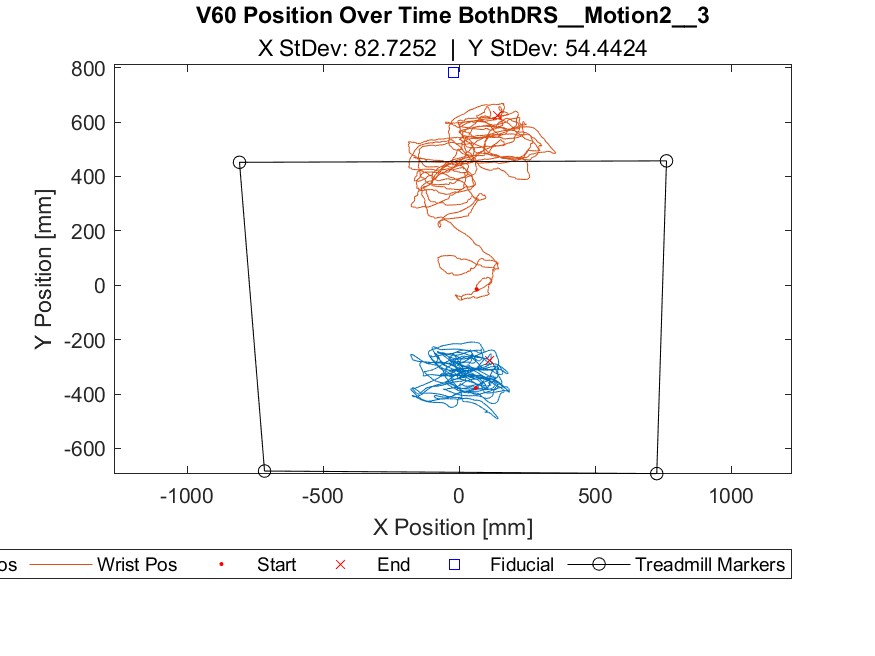 V60 Position Over Time BothDRS__Motion2__3
X StDev: 82.7252 | Y StDev: 54.4424
800
600
400
200
0
-200
-400
-600
Y Position [mm]
-1000 -500 0 500 1000
X Position [mm]
os Wrist Pos Start End Fiducial Treadmill Markers